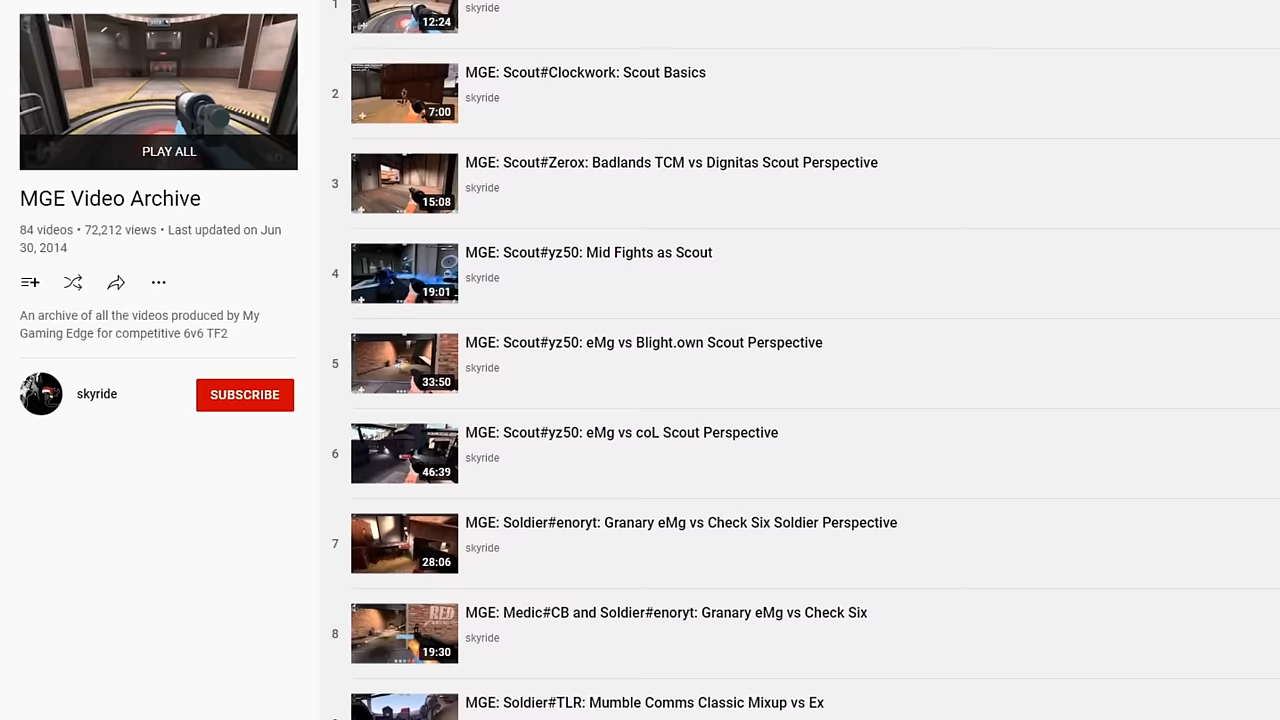 PLAY ALL
MGE Video Archive
84 videos • 72,212 views • Last updated on Jun
30, 2014
An archive of all the videos produced by My
Gaming Edge for competitive 6v6 TF2
skyride
SUBSCRIBE
1
12:24
skyride
2
7:00
MGE: Scout#Clockwork: Scout Basics
skyride
3
15:08
MGE: Scout#Zerox: Badlands TCM vs Dignitas Scout Perspective
skyride
4
19:01
MGE: Scout#yz50: Mid Fights as Scout
skyride
5
33:50
MGE: Scout#yz50: eMg vs Blight.own Scout Perspective
skyride
6
46:39
MGE: Scout#yz50: eMg vs coL Scout Perspective
skyride
7
28:06
MGE: Soldier#enoryt: Granary eMg vs Check Six Soldier Perspective
skyride
8
RED
19:30
MGE: Medic#CB and Soldier#enoryt: Granary eMg vs Check Six
skyride
MGE: Soldier#TLR: Mumble Comms Classic Mixup vs Ex